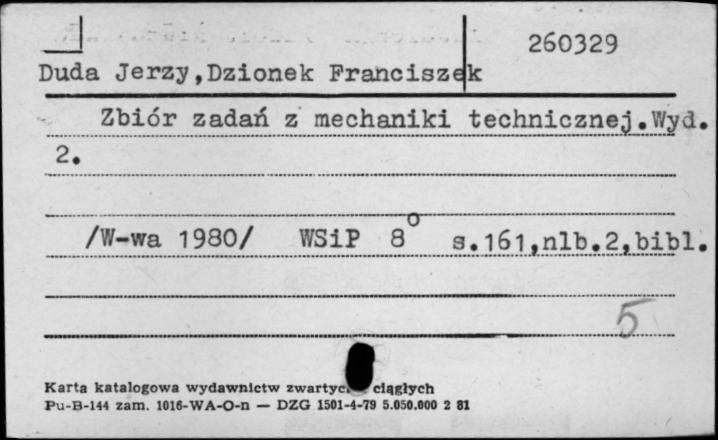 260329
Duda Jerzy,Dzionek Franciszek
Zbiór zadań z mechaniki technicznej.Wyd.
2.
/W-wa 1980/ WSiP 8° s.161,nlb.2,bibl.
5
Karta katalogowa wydawnictw ciągłych
Pu-B-144 zam. 1016-WA-O-n — DZG 1501-4-79 5.050.000 2 81